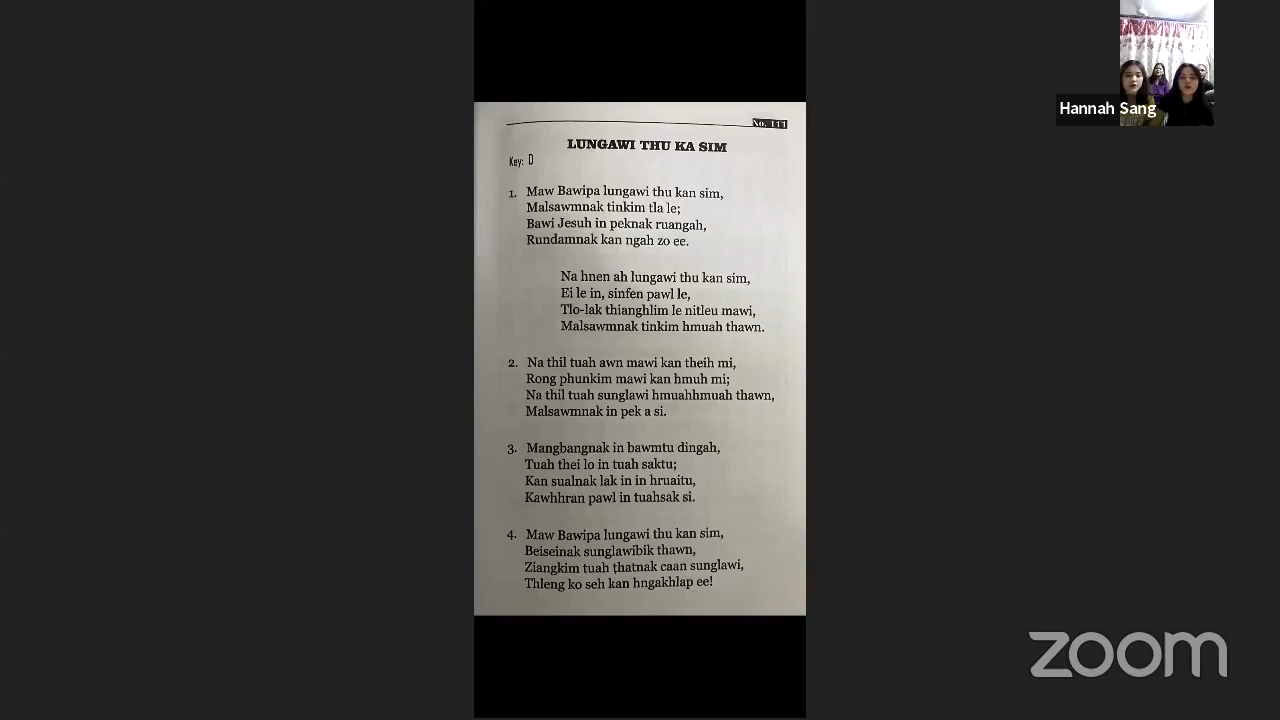 No. 111
LUNGAWI THU KA SIM
Key: D
1. Maw Bawipa lungawi thu kan sim,
Malsawmnak tinkim tla le;
Bawi Jesuh in peknak ruangah,
Rundamnak kan ngah zo ee.
Na hnen ah lungawi thu kan sim,
Ei le in, sinfen pawl le,
Tlo-lak thianghlim le nitleu mawi,
Malsawmnak tinkim hmuah thawn.
2. Na thil tuah awn mawi kan theih mi,
Rong phunkim mawi kan hmuh mi;
Na thil tuah sunglawi hmuahhmuah thawn,
Malsawmnak in pek a si.
3. Mangbangnak in bawmtu dingah,
Tuah thei lo in tuah saktu;
Kan sualnak lak in in hruaitu,
Kawhhran pawl in tuahsak si.
4. Maw Bawipa lungawi thu kan sim,
Beiseinak sunglawibik thawn,
Ziangkim tuah ṭhatnak caan sunglawi,
Thleng ko seh kan hngakhlap ee!
Hannah Sang
zoom